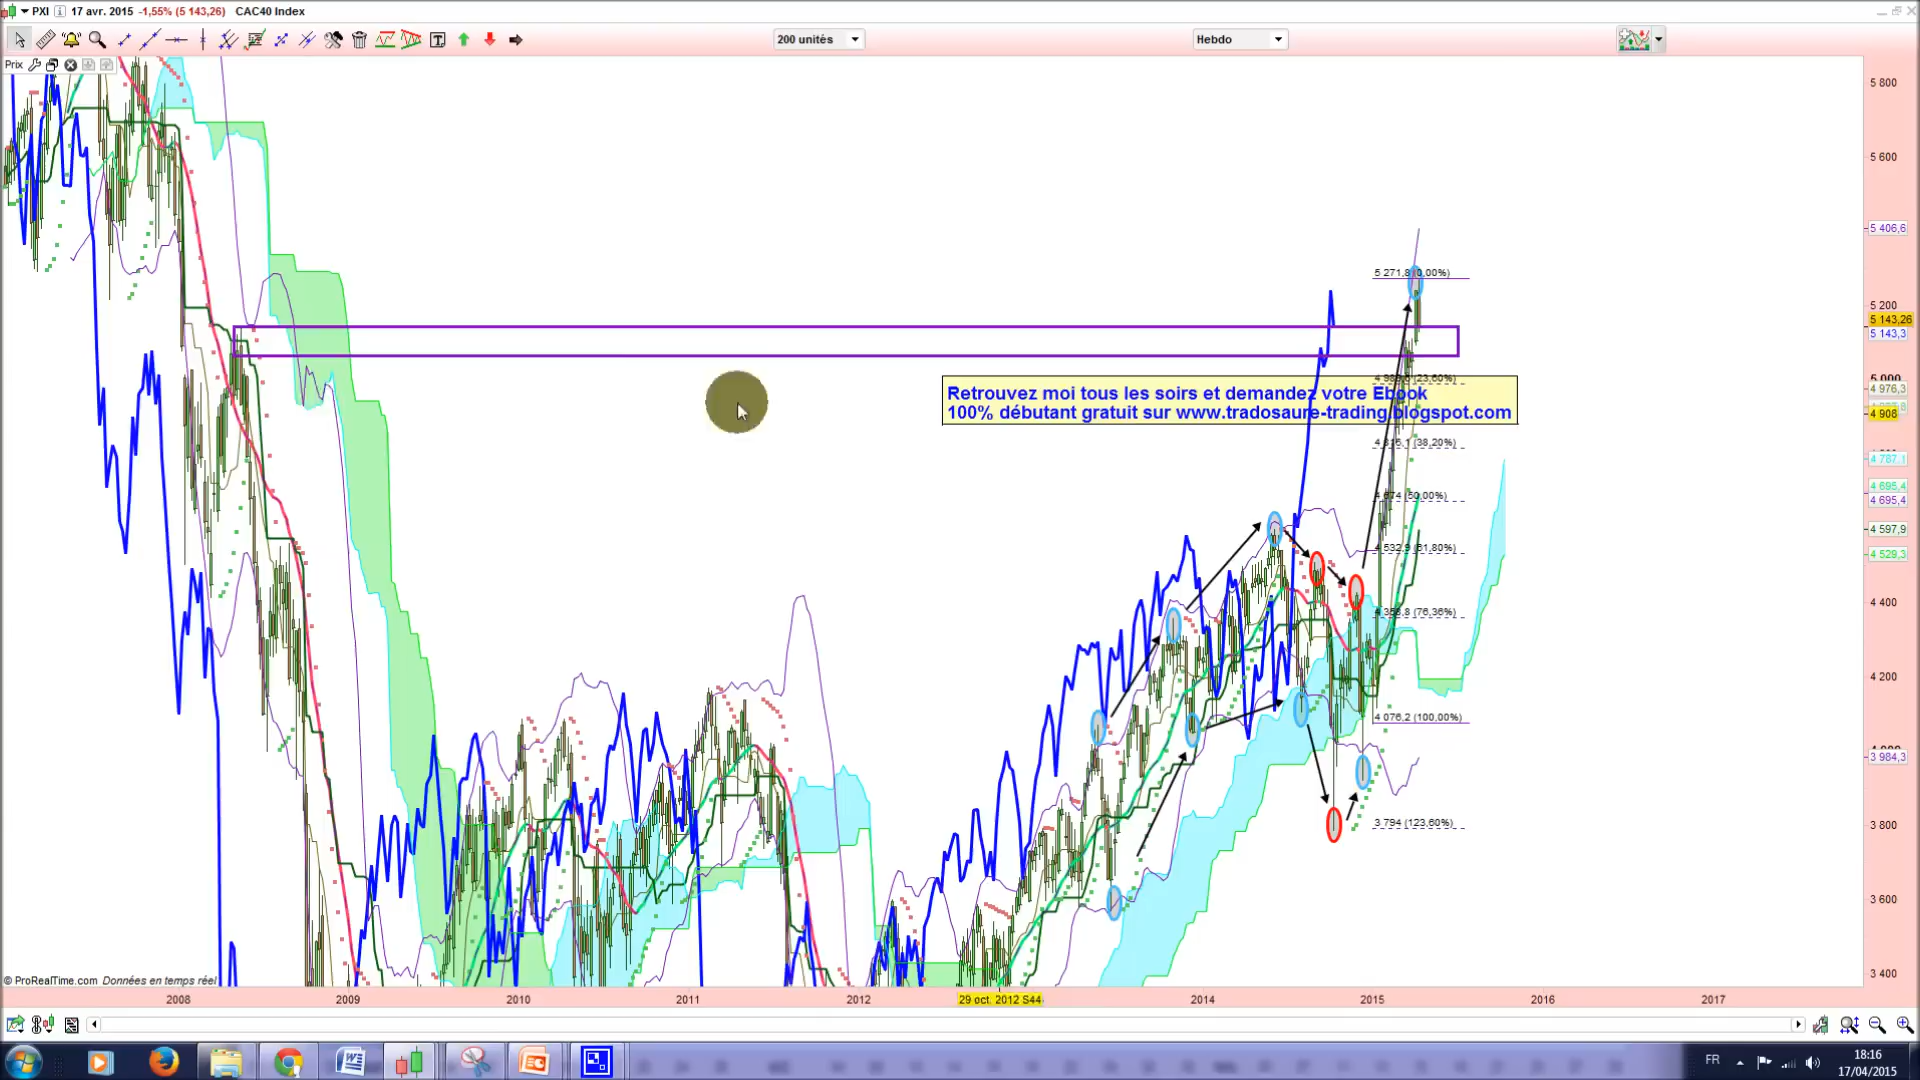 PXI 17 avr. 2015 -1,55% (5 143,26) CAC40 Index
200 unités
Hebdo
Prix
5 800
5 600
5 406,6
5 271,8 (0,00%)
5 200
5 143,26
5 143,3
4 976,3
Retrouvez moi tous les soirs et demandez votre Ebook
100% débutant gratuit sur www.tradosaure-trading.blogspot.com
4 908
(38,20%)
4 787,1
4 695,4
4 674 (50,00%)
4 695,4
4 597,9
4 532,9 (61,80%)
4 529,3
4 400
(76,36%)
4 200
4 076,2 (100,00%)
3 984,3
3 794 (123,60%)
3 800
3 600
3 400
© ProRealTime.com Données en temps réel
2008 2009 2010 2011 2012 29 oct. 2012 S44 2014 2015 2016 2017
FR
18:16
17/04/2015